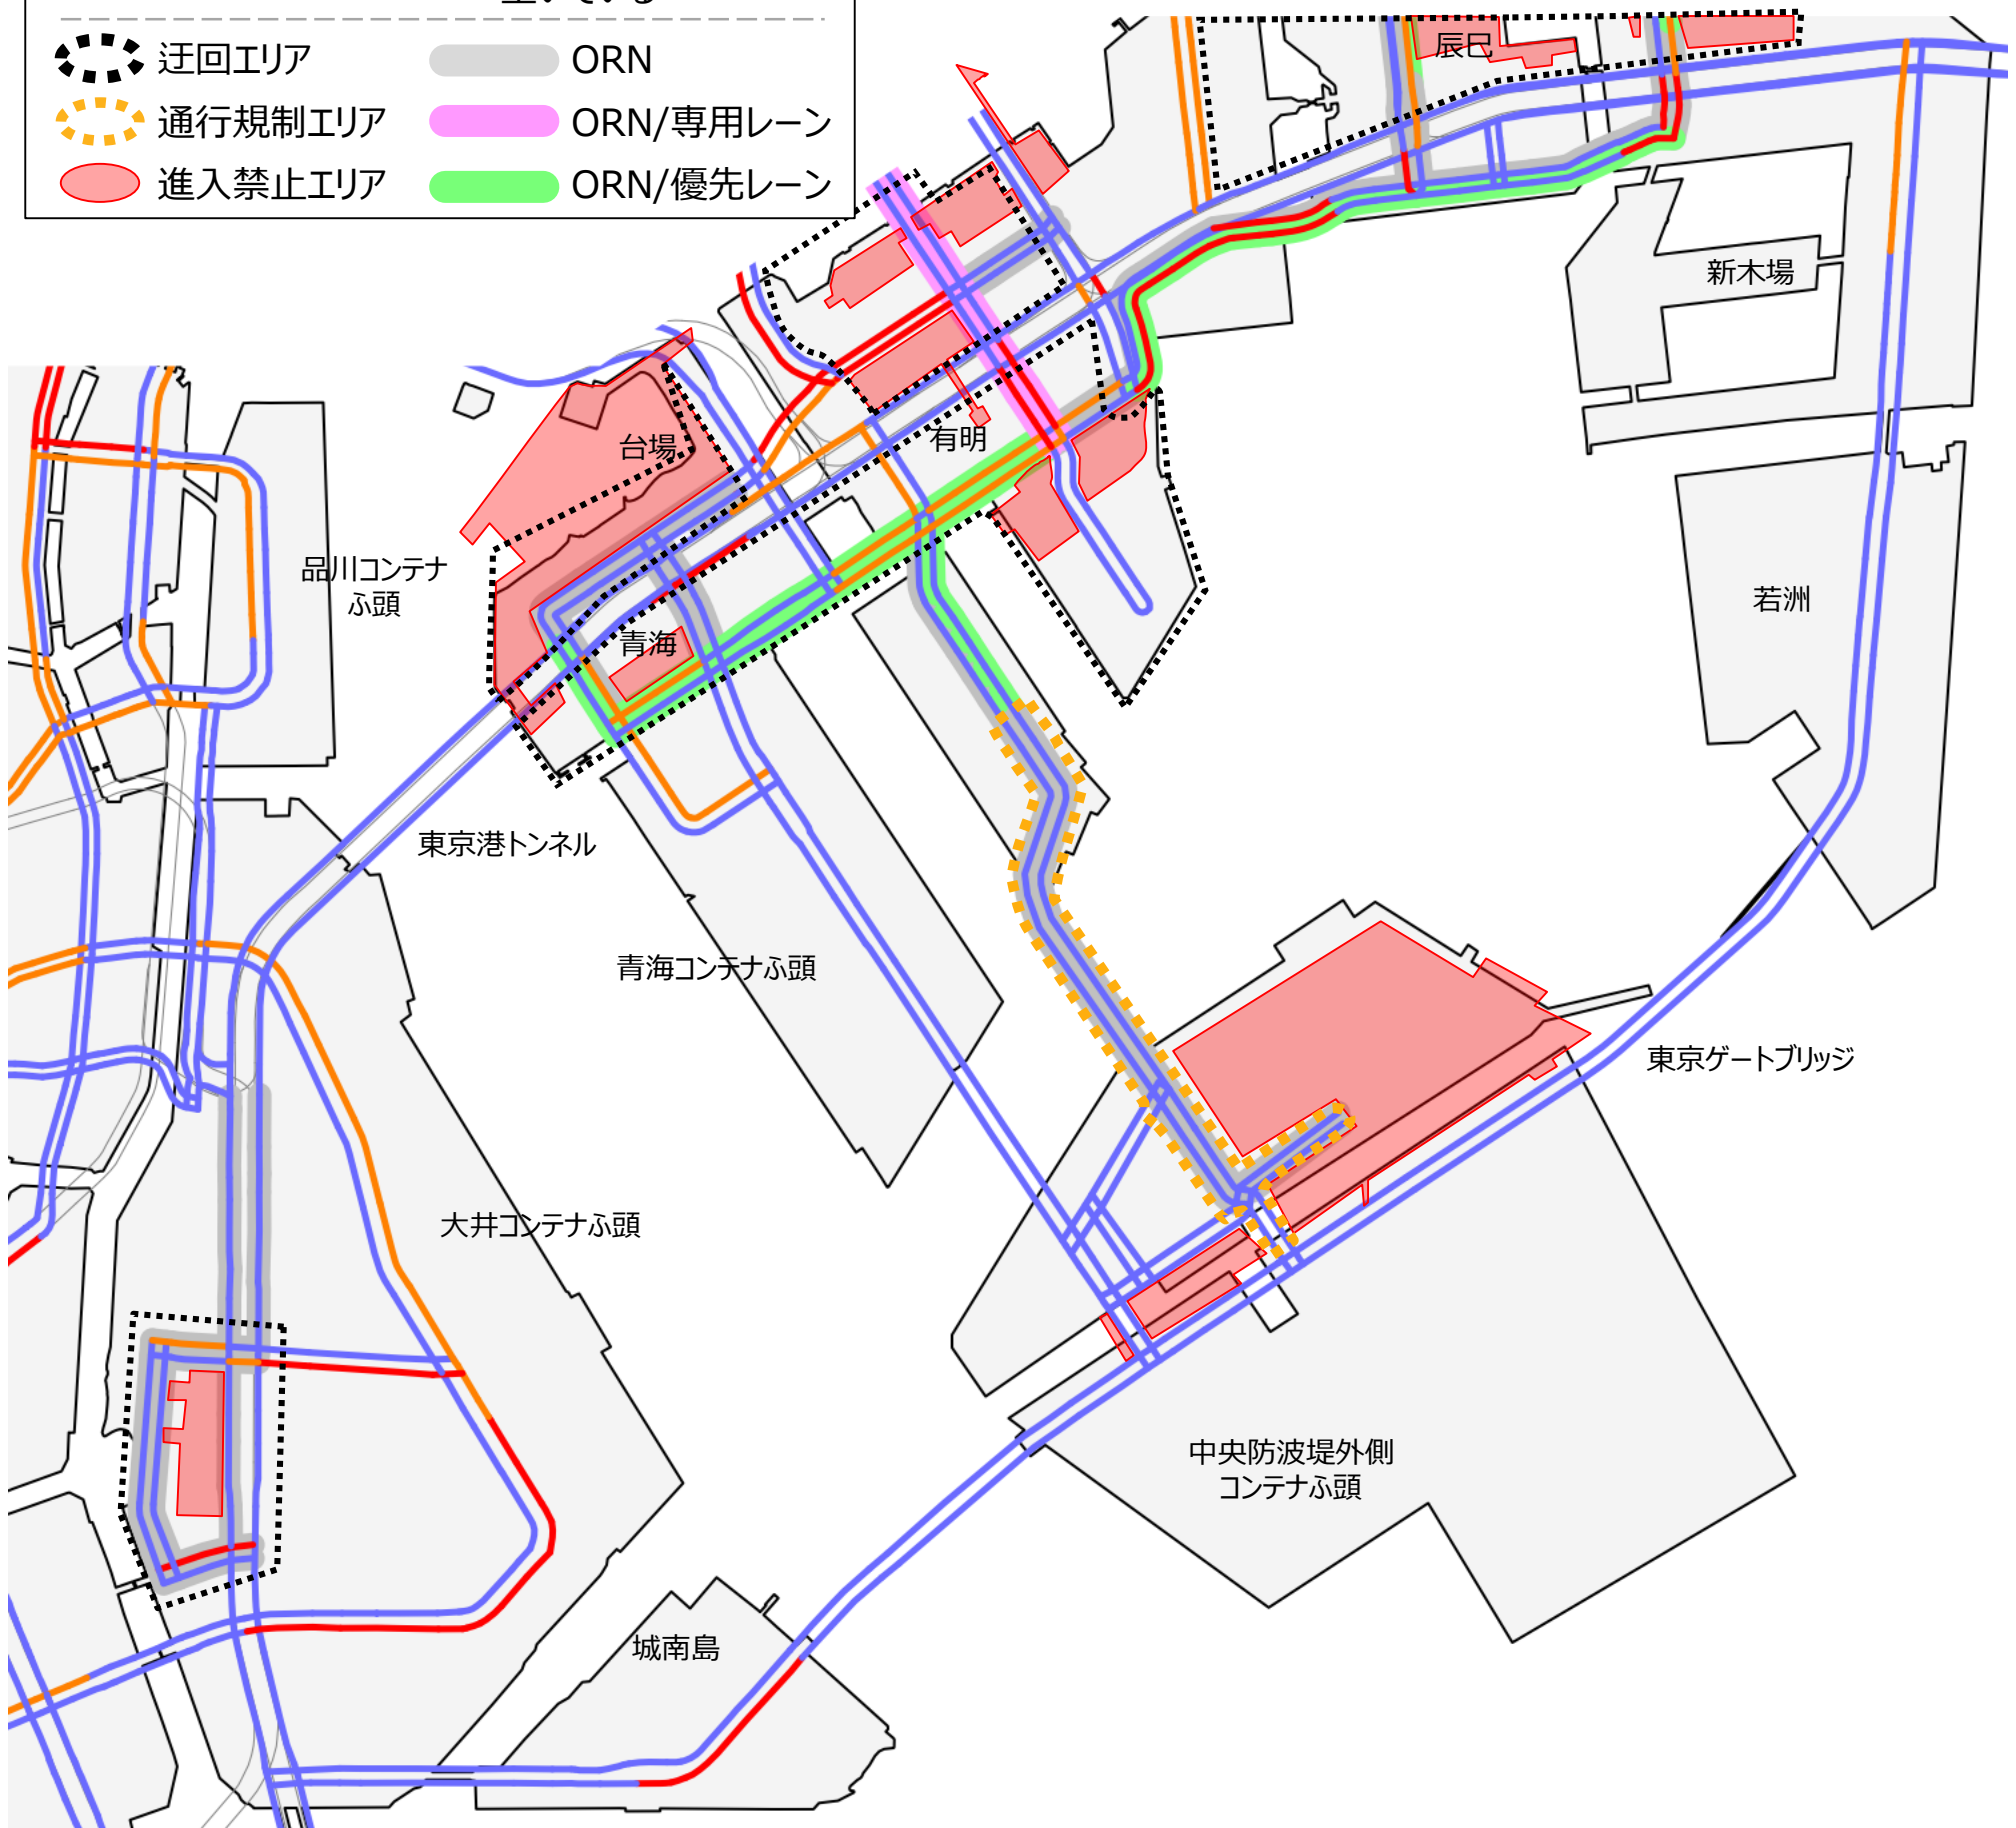 空いている
迂回エリア
ORN
通行規制エリア
ORN/専用レーン
進入禁止エリア
ORN/優先レーン
辰巳
新木場
台場
有明
品川コンテナ
ふ頭
若洲
青海
東京港トンネル
青海コンテナふ頭
東京ゲートブリッジ
大井コンテナふ頭
中央防波堤外側
コンテナふ頭
城南島